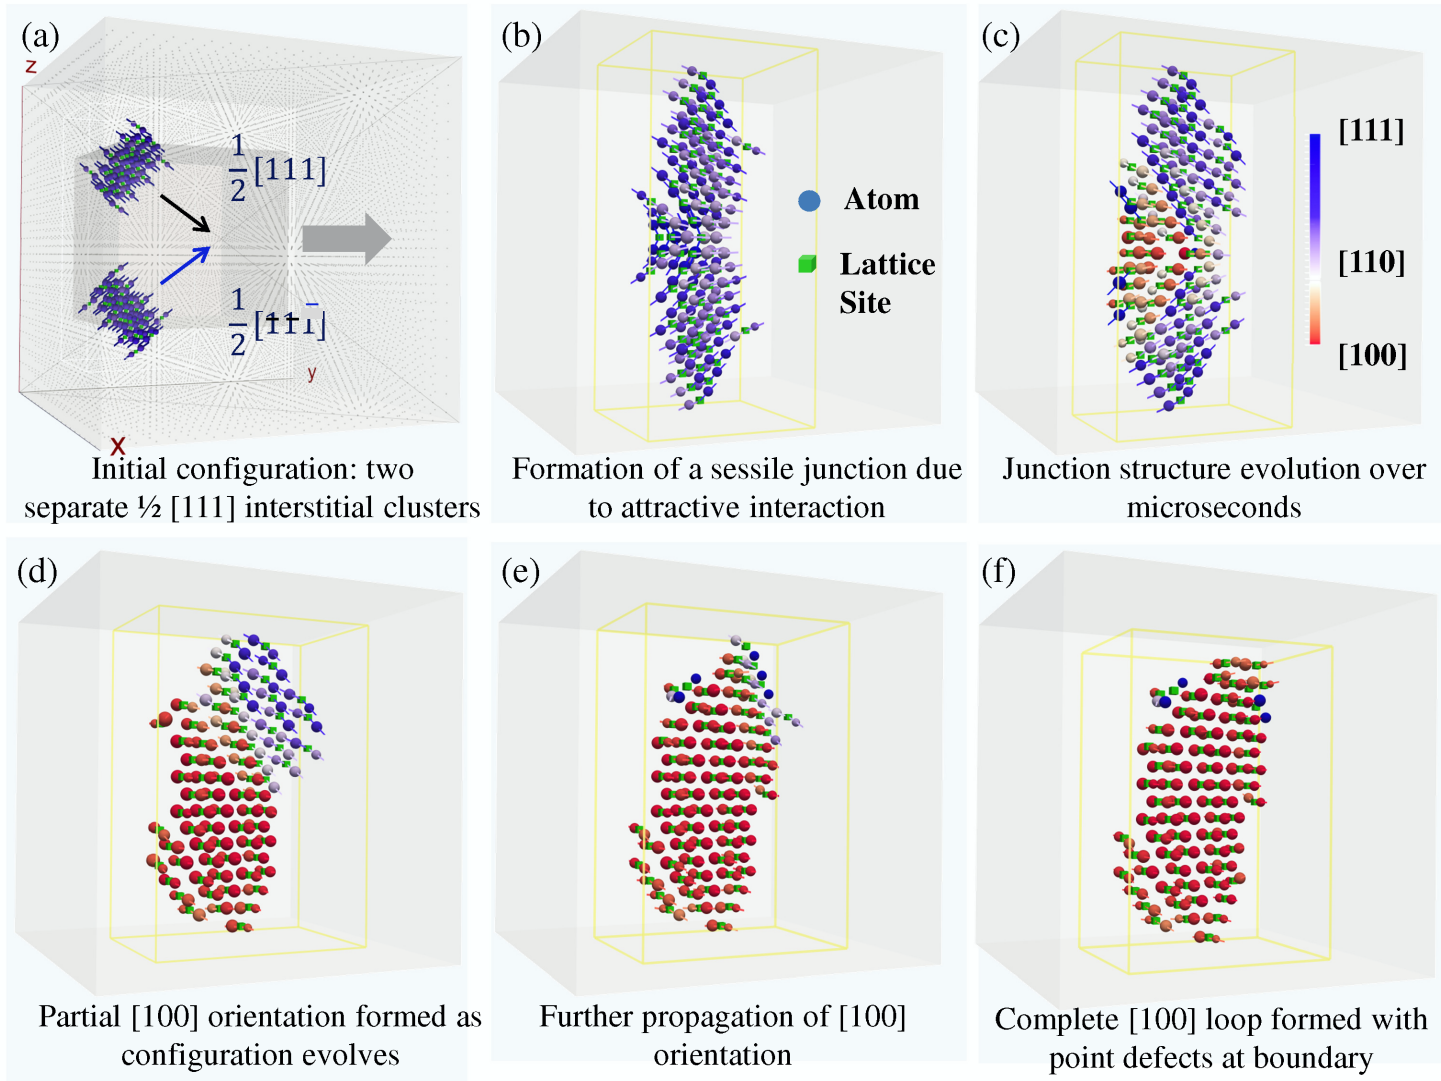 (a)
z
1/2 [111]
1/2 [11̄1̄]
y
x
Initial configuration: two
separate ½ [111] interstitial clusters
(b)
Atom
Lattice
Site
Formation of a sessile junction due
to attractive interaction
(c)
[111]
[110]
[100]
Junction structure evolution over
microseconds
(d)
Partial [100] orientation formed as
configuration evolves
(e)
Further propagation of [100]
orientation
(f)
Complete [100] loop formed with
point defects at boundary